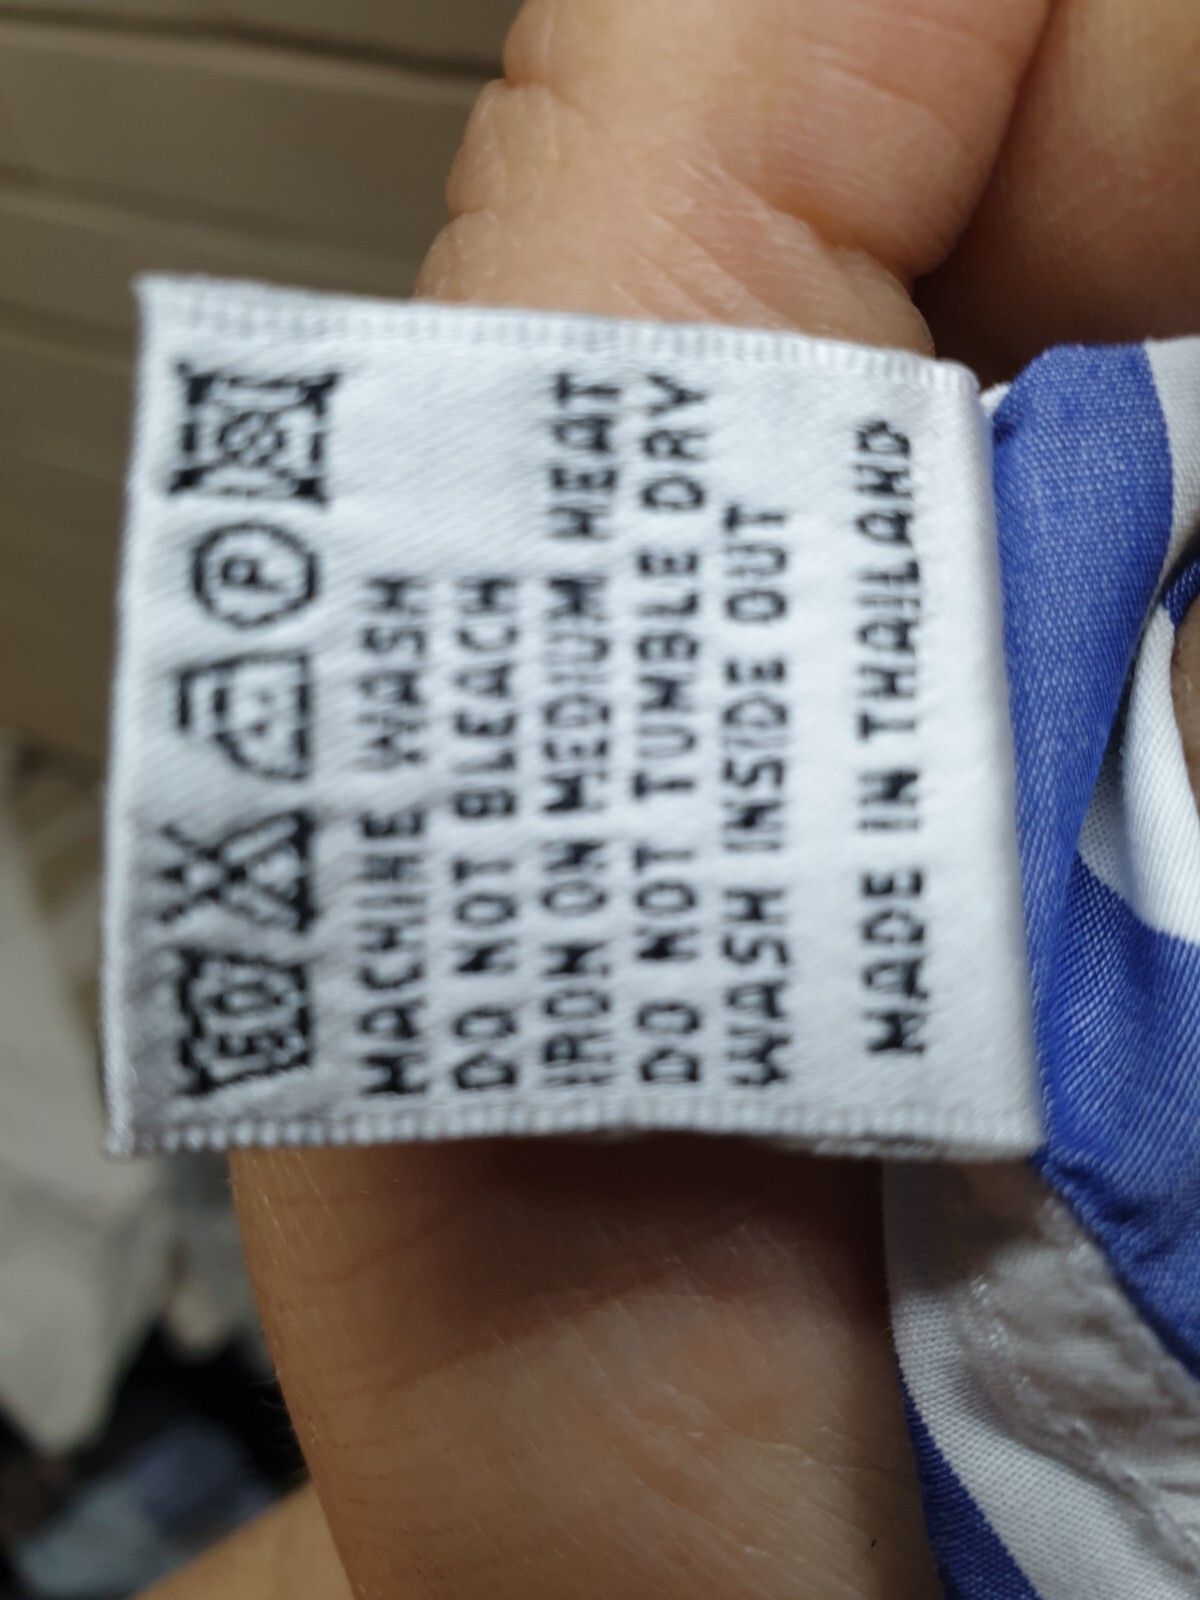 50 P
MACHINE WASH
DO NOT BLEACH
IRON ON MEDIUM HEAT
DO NOT TUMBLE DRY
WASH INSIDE OUT
MADE IN THAILAND